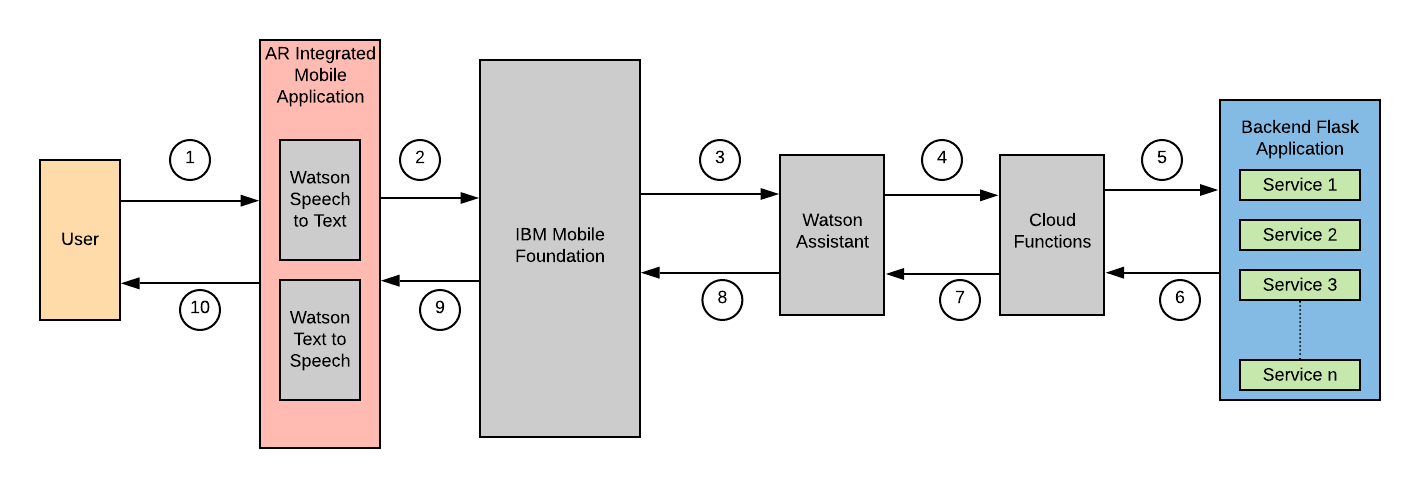 AR Integrated
Mobile
Application
Watson
Speech
to Text
Watson
Text to
Speech
User
1
10
2
9
IBM Mobile
Foundation
3
8
Watson
Assistant
4
7
Cloud
Functions
5
6
Backend Flask
Application
Service 1
Service 2
Service 3
Service n